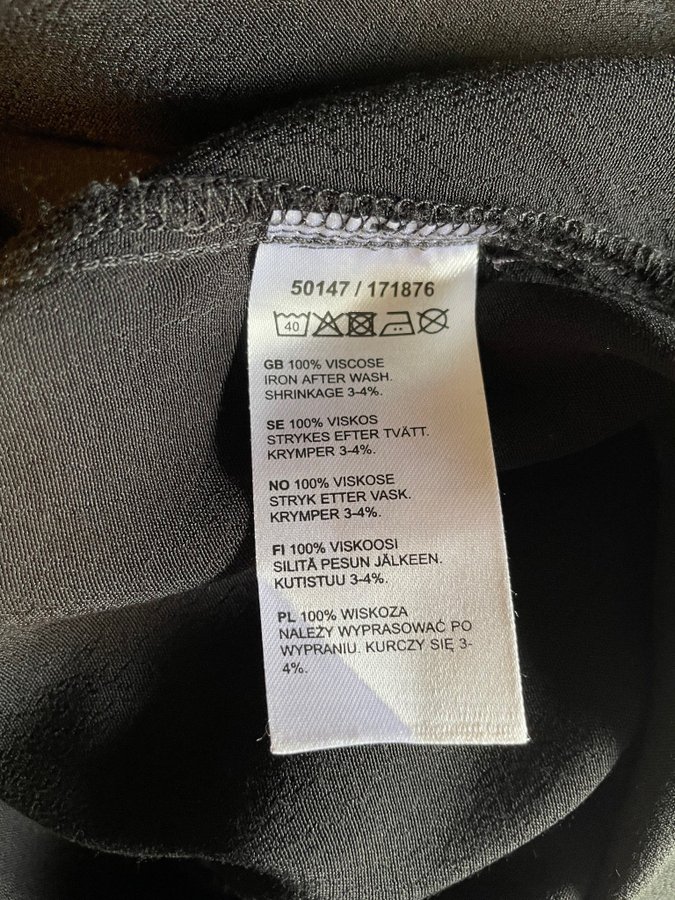 50147 / 171876
40
GB 100% VISCOSE
IRON AFTER WASH.
SHRINKAGE 3-4%.
SE 100% VISKOS
STRYKES EFTER TVÄTT.
KRYMPER 3-4%.
NO 100% VISKOSE
STRYK ETTER VASK.
KRYMPER 3-4%.
FI 100% VISKOOSI
SILITÄ PESUN JÄLKEEN.
KUTISTUU 3-4%.
PL 100% WISKOZA
NALEŻY WYPRASOWAĆ PO
WYPRANIU. KURCZY SIĘ 3-
4%.